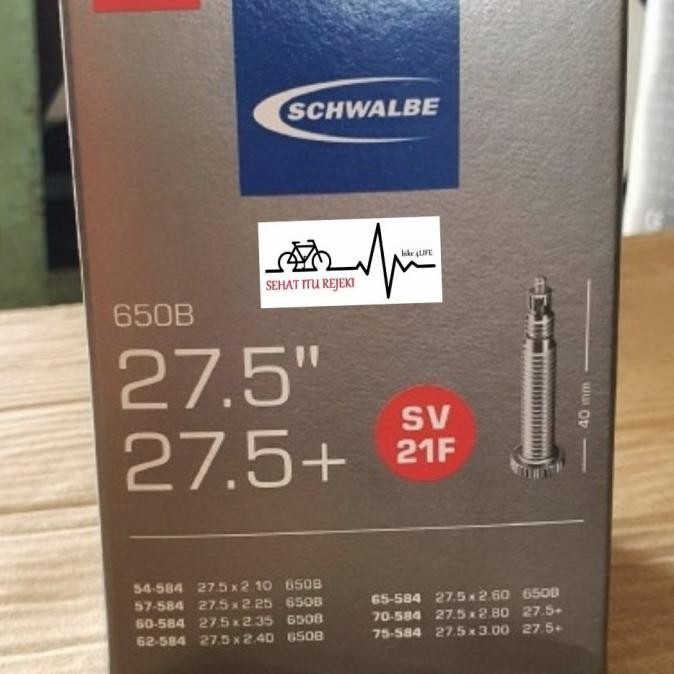 SCHWALBE
bike 4LIFE
SEHAT ITU REJEKI
650B
27.5"
27.5+
SV
21F
40 mm
54-584 27.5 x 2.10 650B
57-584 27.5 x 2.25 650B
60-584 27.5 x 2.35 650B
62-584 27.5 x 2.40 650B
65-584 27.5 x 2.60 650B
70-584 27.5 x 2.80 27.5+
75-584 27.5 x 3.00 27.5+